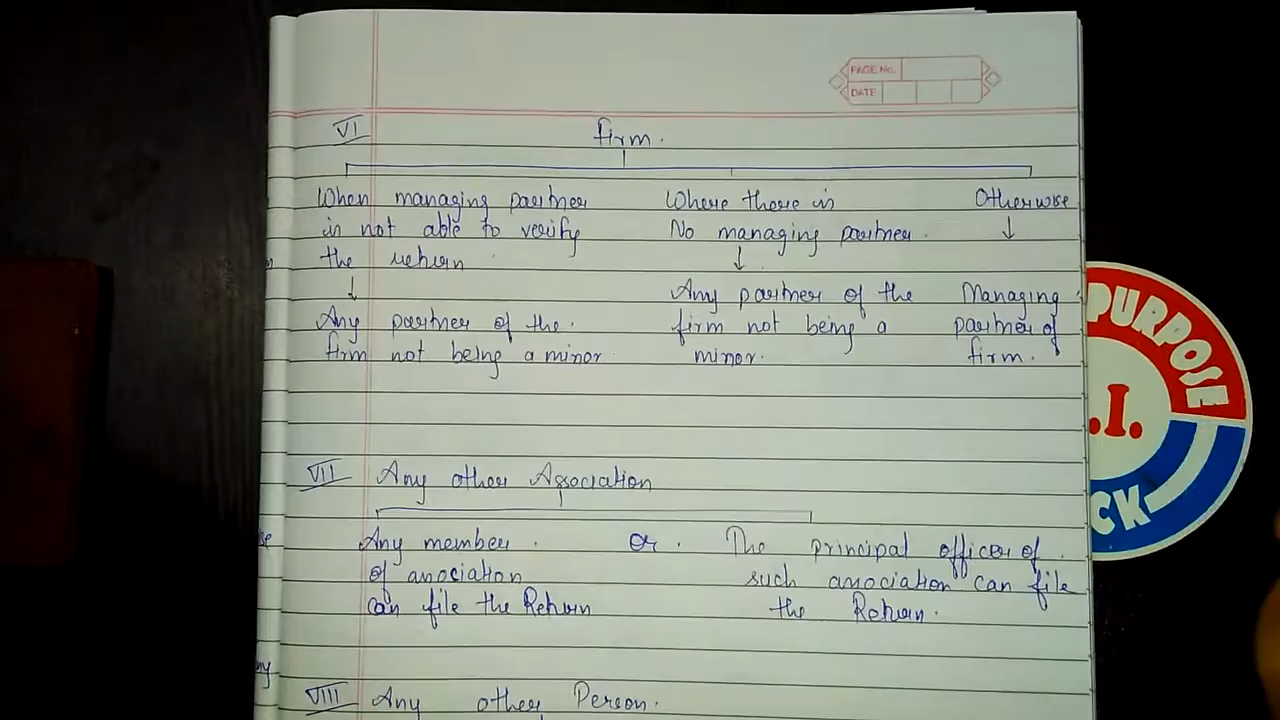 PAGE No.
DATE
VI firm.
When managing partner
is not able to verify
the return
↓
Any partner of the.
firm not being a minor
Where there is
No managing partner.
↓
Any partner of the
firm not being a
minor.
Otherwise
↓
Managing
partner of
firm.
VII Any other Association
Any member.
of association
can file the Return
or.
The principal officer of
such association can file
the Return.
VIII Any other Person.
PURPOSE
.I.
CK